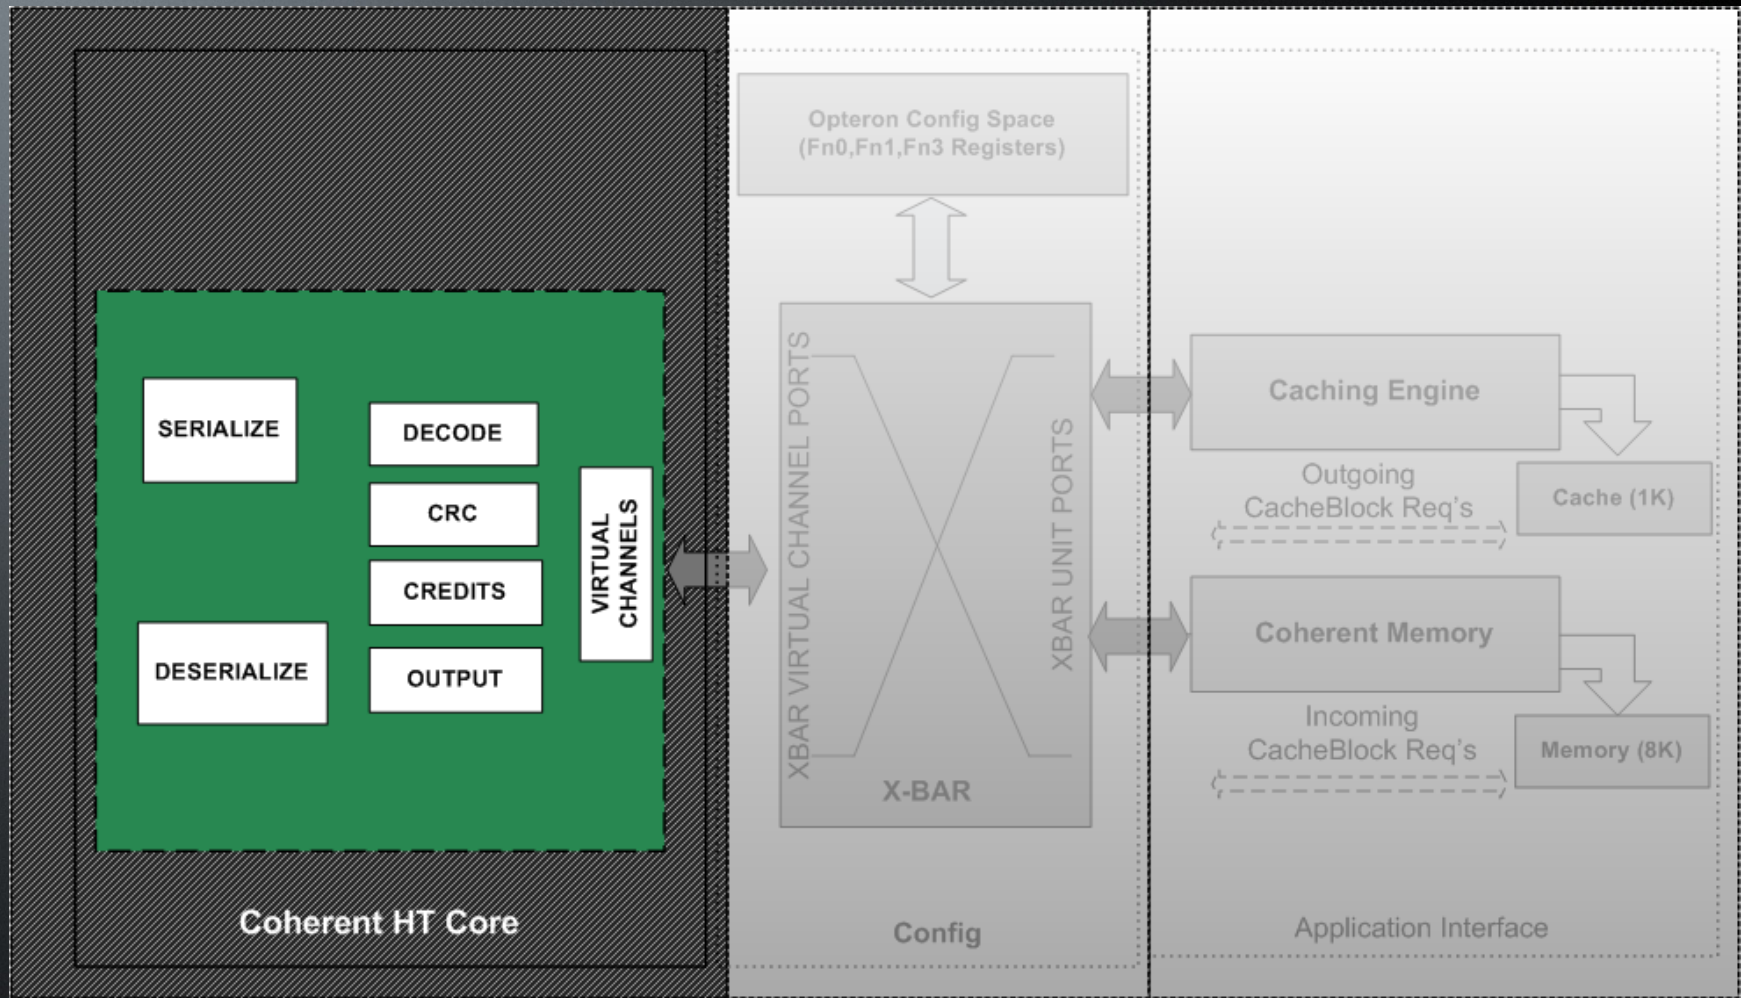 SERIALIZE
DESERIALIZE
DECODE
CRC
CREDITS
OUTPUT
VIRTUAL
CHANNELS
Coherent HT Core
Opteron Config Space
(Fn0,Fn1,Fn3 Registers)
XBAR VIRTUAL CHANNEL PORTS
XBAR UNIT PORTS
X-BAR
Config
Caching Engine
Outgoing
CacheBlock Req's
Cache (1K)
Coherent Memory
Incoming
CacheBlock Req's
Memory (8K)
Application Interface